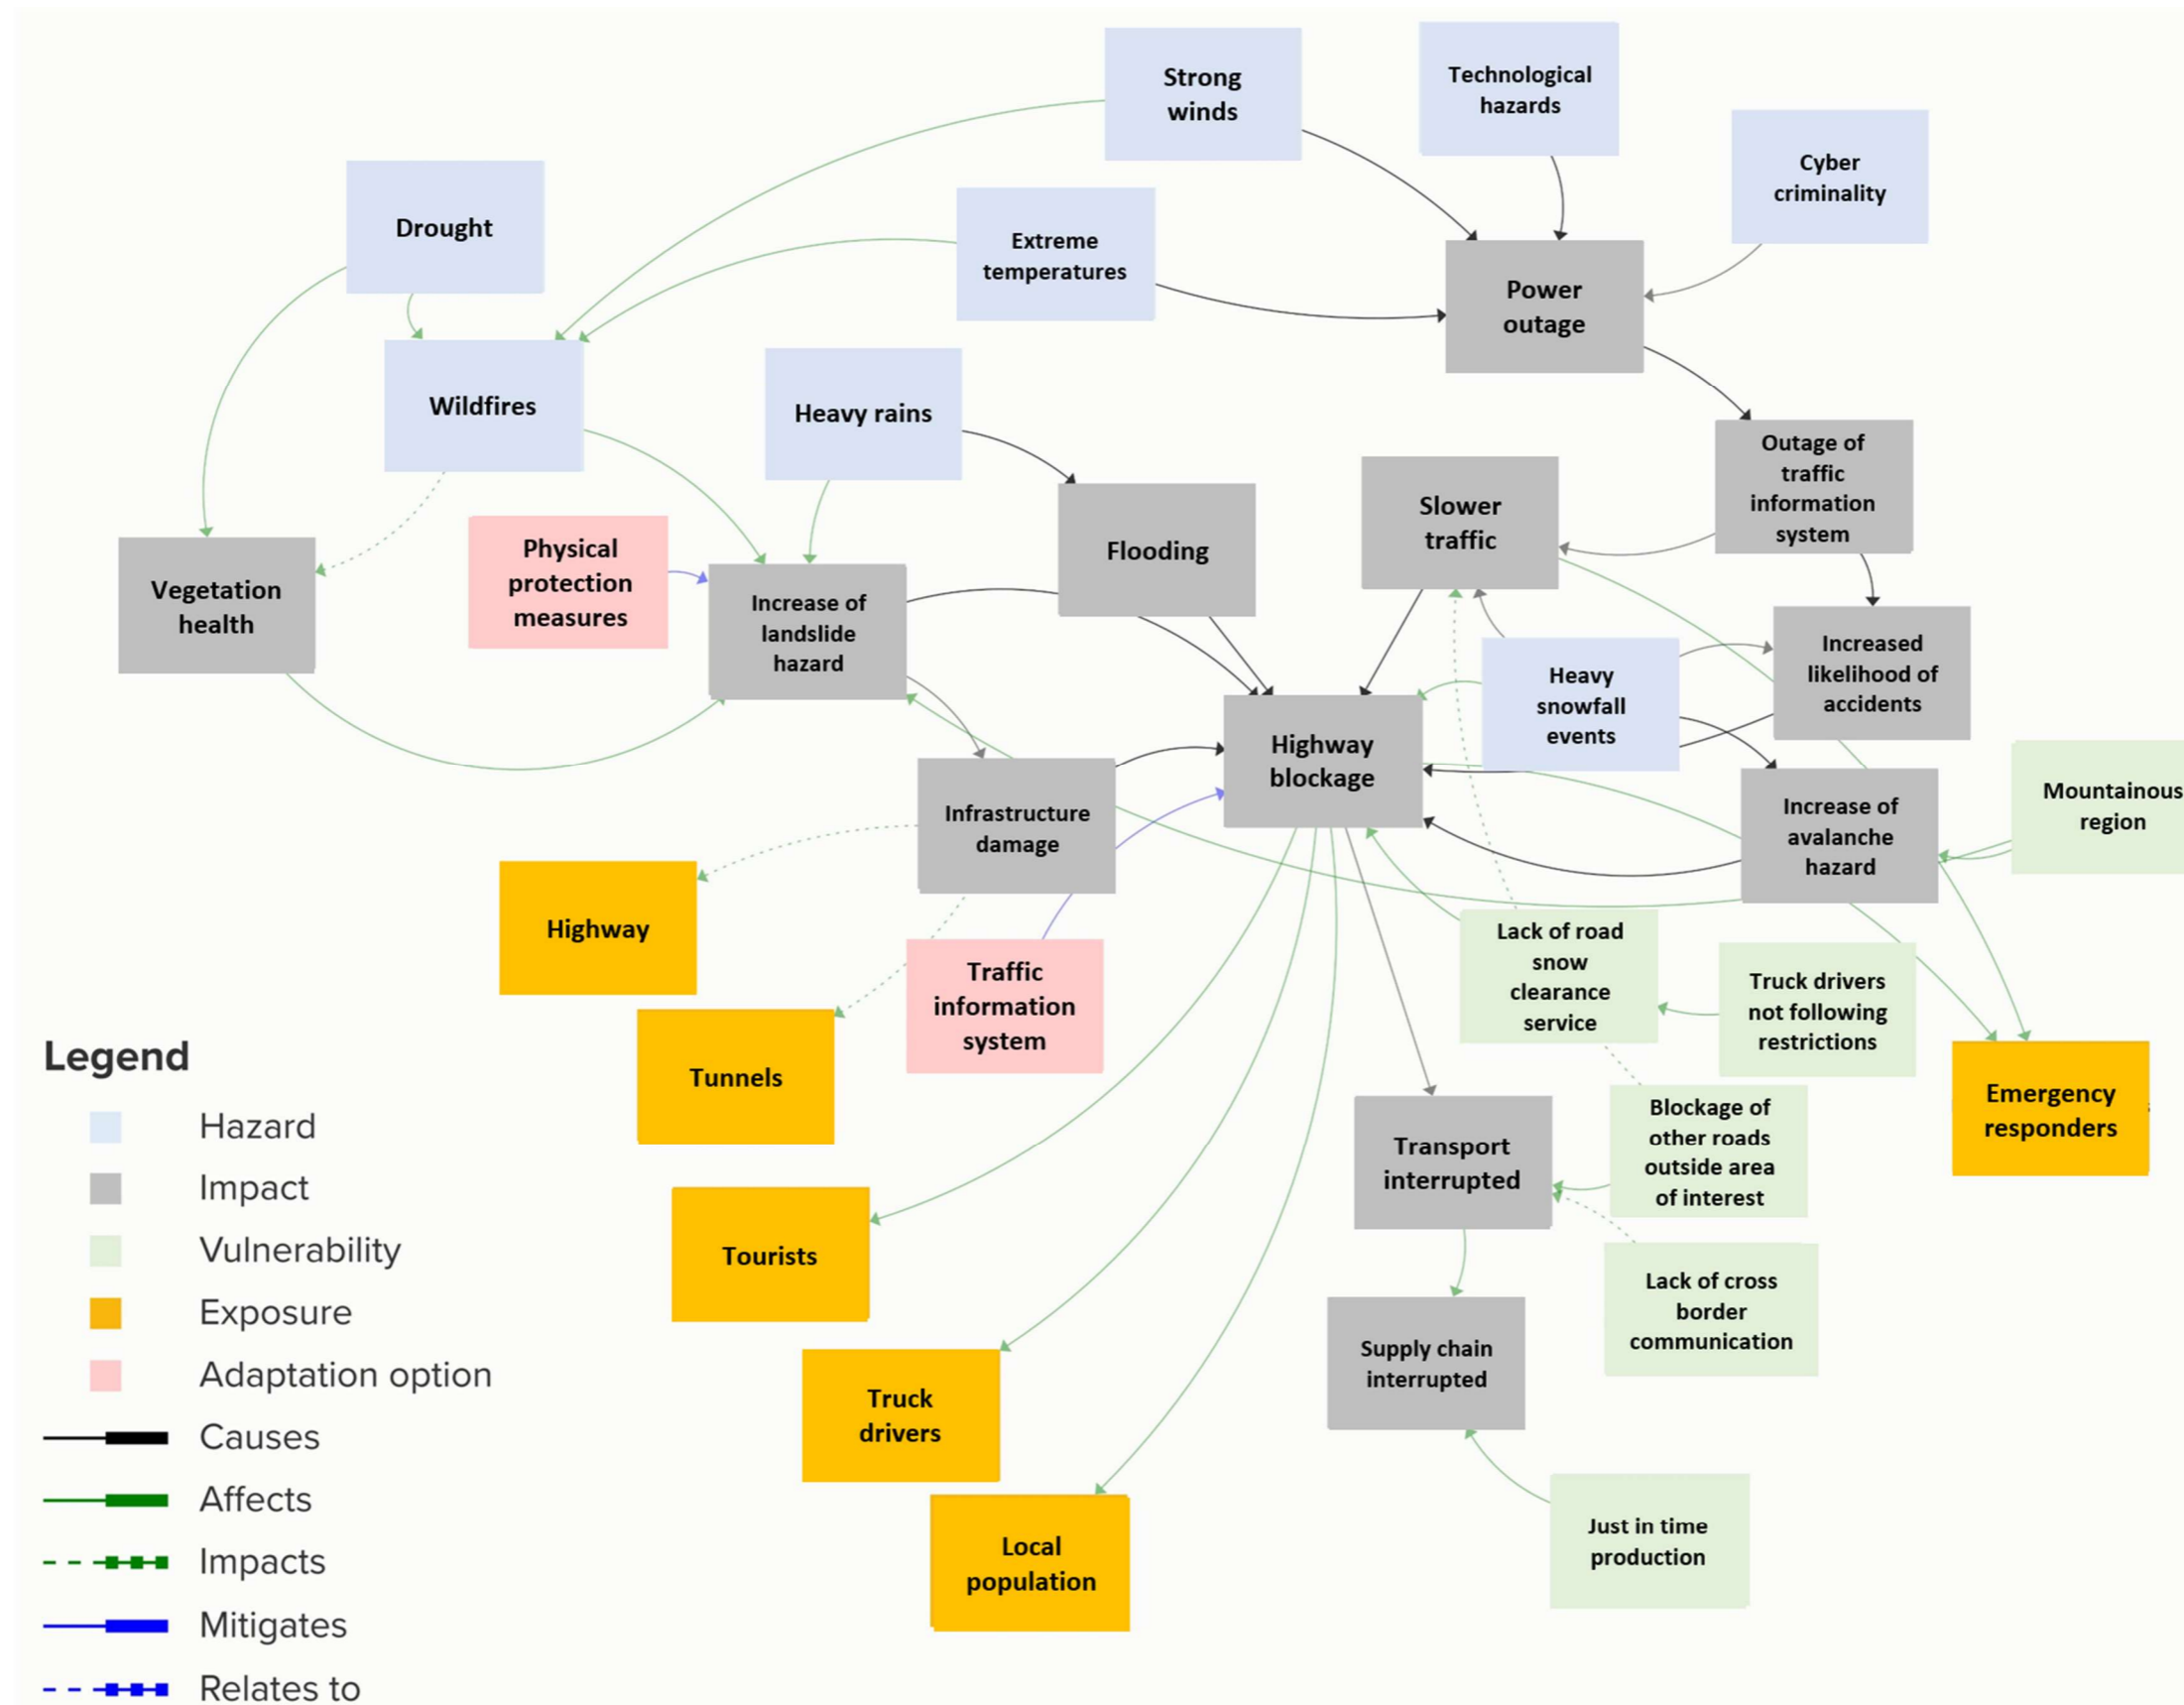 Strong
winds
Technological
hazards
Cyber
criminality
Drought
Extreme
temperatures
Power
outage
Wildfires
Heavy rains
Outage of
traffic
information
system
Slower
traffic
Flooding
Physical
protection
measures
Vegetation
health
Increase of
landslide
hazard
Increased
likelihood of
accidents
Heavy
snowfall
events
Highway
blockage
Mountainous
region
Infrastructure
damage
Increase of
avalanche
hazard
Highway
Lack of road
snow
clearance
service
Truck drivers
not following
restrictions
Traffic
information
system
Tunnels
Emergency
responders
Blockage of
other roads
outside area
of interest
Transport
interrupted
Tourists
Lack of cross
border
communication
Supply chain
interrupted
Truck
drivers
Just in time
production
Local
population
Legend
Hazard
Impact
Vulnerability
Exposure
Adaptation option
Causes
Affects
Impacts
Mitigates
Relates to